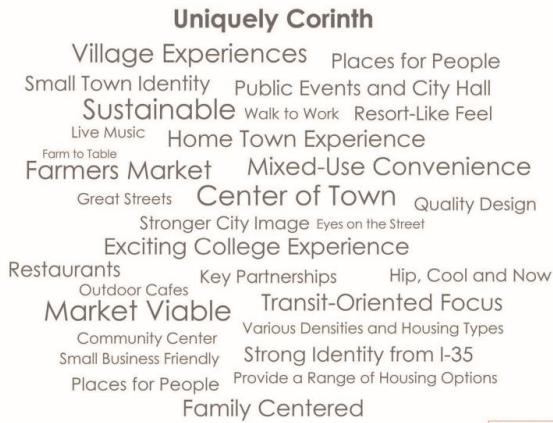 Uniquely Corinth
Village Experiences Places for People
Small Town Identity Public Events and City Hall
Sustainable Walk to Work Resort-Like Feel
Live Music Home Town Experience
Farm to Table
Farmers Market Mixed-Use Convenience
Great Streets Center of Town Quality Design
Stronger City Image Eyes on the Street
Exciting College Experience
Restaurants Key Partnerships Hip, Cool and Now
Outdoor Cafes
Market Viable Transit-Oriented Focus
Community Center Various Densities and Housing Types
Small Business Friendly Strong Identity from I-35
Places for People Provide a Range of Housing Options
Family Centered